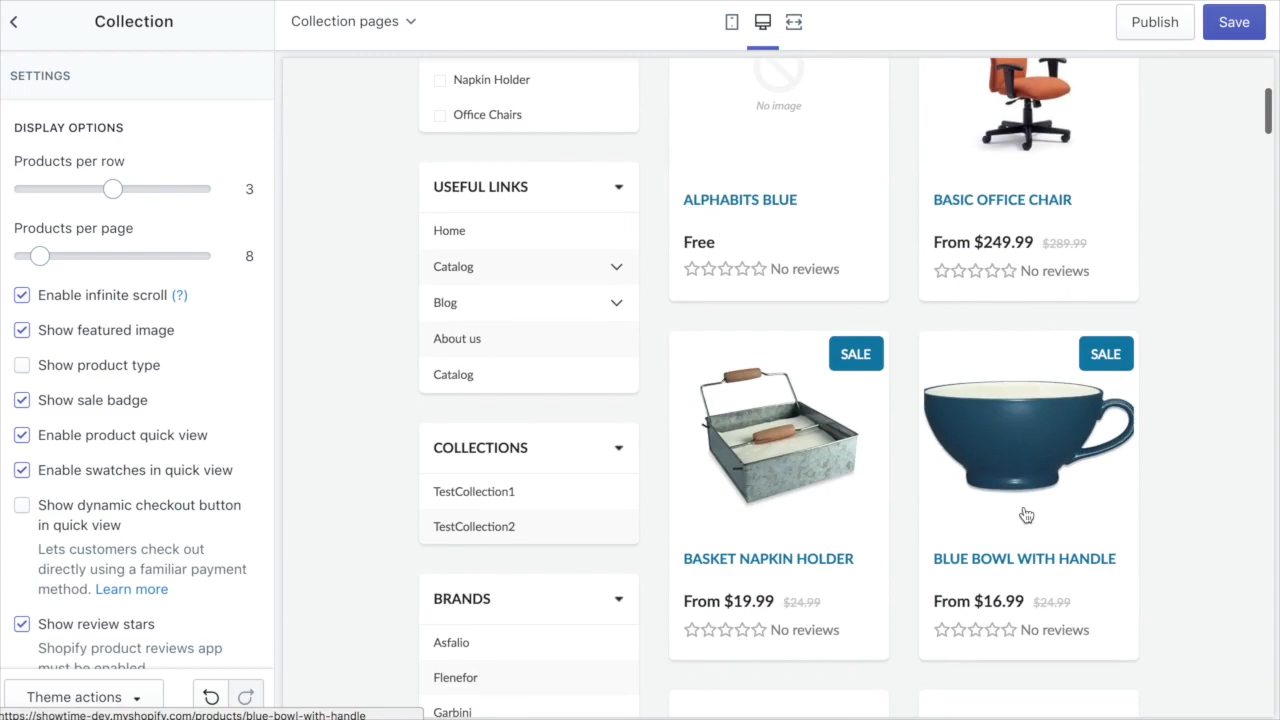 Collection
Collection pages
Publish
Save
SETTINGS
DISPLAY OPTIONS
Products per row
3
Products per page
8
Enable infinite scroll (?)
Show featured image
Show product type
Show sale badge
Enable product quick view
Enable swatches in quick view
Show dynamic checkout button
in quick view
Lets customers check out
directly using a familiar payment
method. Learn more
Show review stars
Shopify product reviews app
must be enabled
Theme actions
https://showtime-dev.myshopify.com/products/blue-bowl-with-handle
Napkin Holder
Office Chairs
USEFUL LINKS
Home
Catalog
Blog
About us
Catalog
COLLECTIONS
TestCollection1
TestCollection2
BRANDS
Asfalio
Flenefor
Garbini
No image
ALPHABITS BLUE
Free
No reviews
BASIC OFFICE CHAIR
From $249.99 $289.99
No reviews
SALE
BASKET NAPKIN HOLDER
From $19.99 $24.99
No reviews
SALE
BLUE BOWL WITH HANDLE
From $16.99 $24.99
No reviews